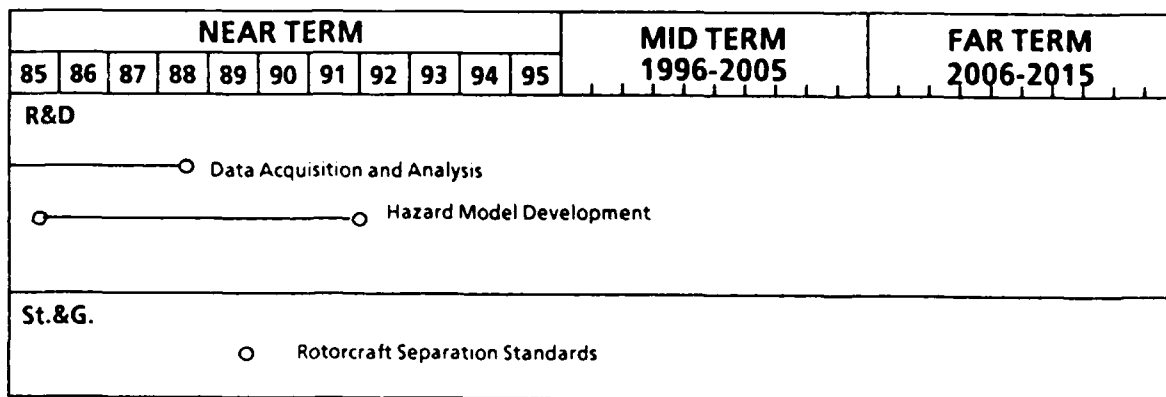 NEAR TERM
MID TERM
FAR TERM
85 86 87 88 89 90 91 92 93 94 95
1996-2005
2006-2015
R&D
Data Acquisition and Analysis
Hazard Model Development
St.&G.
Rotorcraft Separation Standards